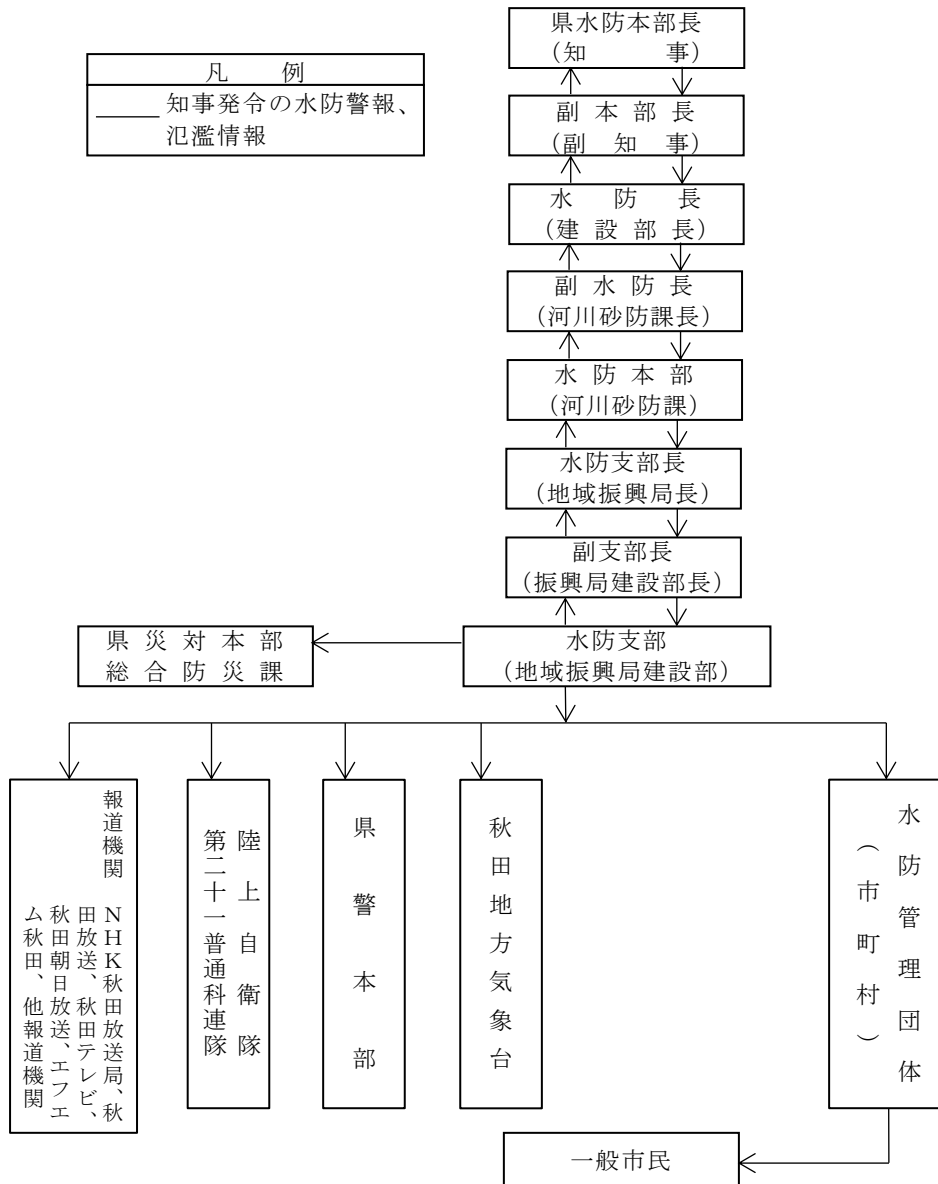 県水防本部長
(知　　　事)
凡　　例
知事発令の水防警報、
氾濫情報
副 本 部 長
(副　知　事)
水　防　長
(建 設 部 長)
副 水 防 長
(河川砂防課長)
水 防 本 部
(河川砂防課)
水防支部長
(地域振興局長)
副支部長
(振興局建設部長)
県 災 対 本 部
総 合 防 災 課
水防支部
(地域振興局建設部)
報道機関
NHK秋田放送局、秋
田放送、秋田テレビ、
秋田朝日放送、エフエ
ム秋田、他報道機関
陸上自衛隊
第二十一普通科連隊
県警本部
秋田地方気象台
水防管理団体
(市町村)
一般市民